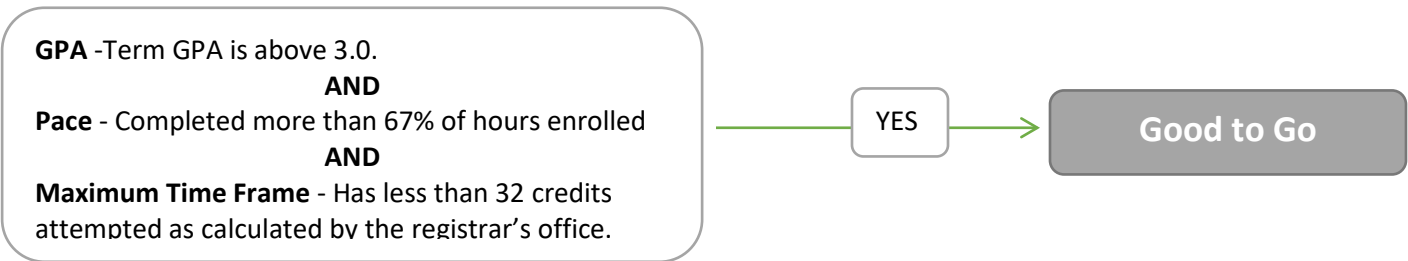 GPA -Term GPA is above 3.0.
AND
Pace - Completed more than 67% of hours enrolled
AND
Maximum Time Frame - Has less than 32 credits
attempted as calculated by the registrar's office.
YES
Good to Go